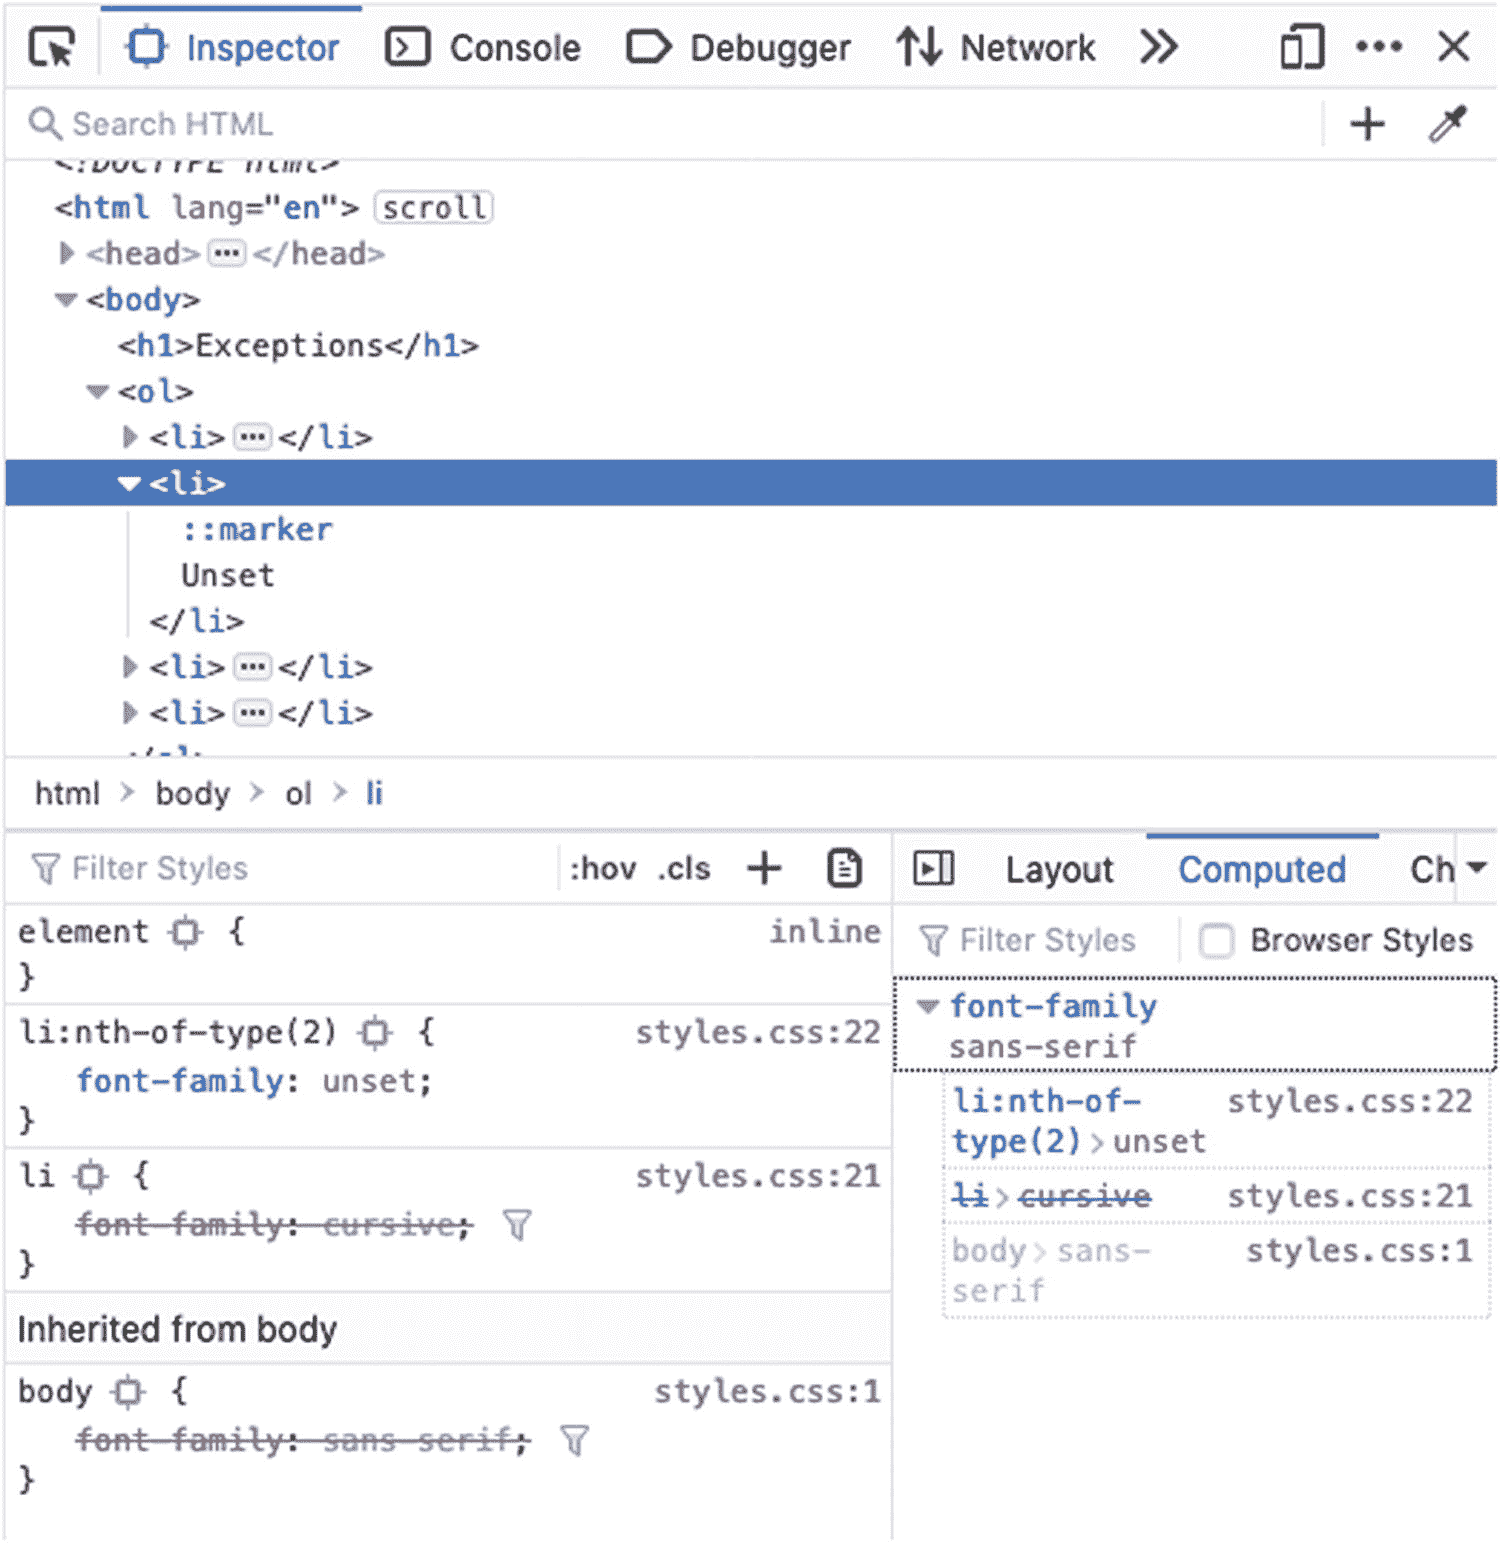 Inspector Console Debugger Network
Search HTML
<!DOCTYPE html>
<html lang="en"> scroll
<head> ••• </head>
<body>
<h1>Exceptions</h1>
<ol>
<li> ••• </li>
<li>
::marker
Unset
</li>
<li> ••• </li>
<li> ••• </li>
</ol>
html > body > ol > li
Filter Styles :hov .cls +
element { inline
}
li:nth-of-type(2) { styles.css:22
font-family: unset;
}
li { styles.css:21
font-family: cursive;
}
Inherited from body
body { styles.css:1
font-family: sans-serif;
}
Layout Computed Ch
Filter Styles Browser Styles
font-family
sans-serif
li:nth-of- styles.css:22
type(2) > unset
li > cursive styles.css:21
body > sans- styles.css:1
serif